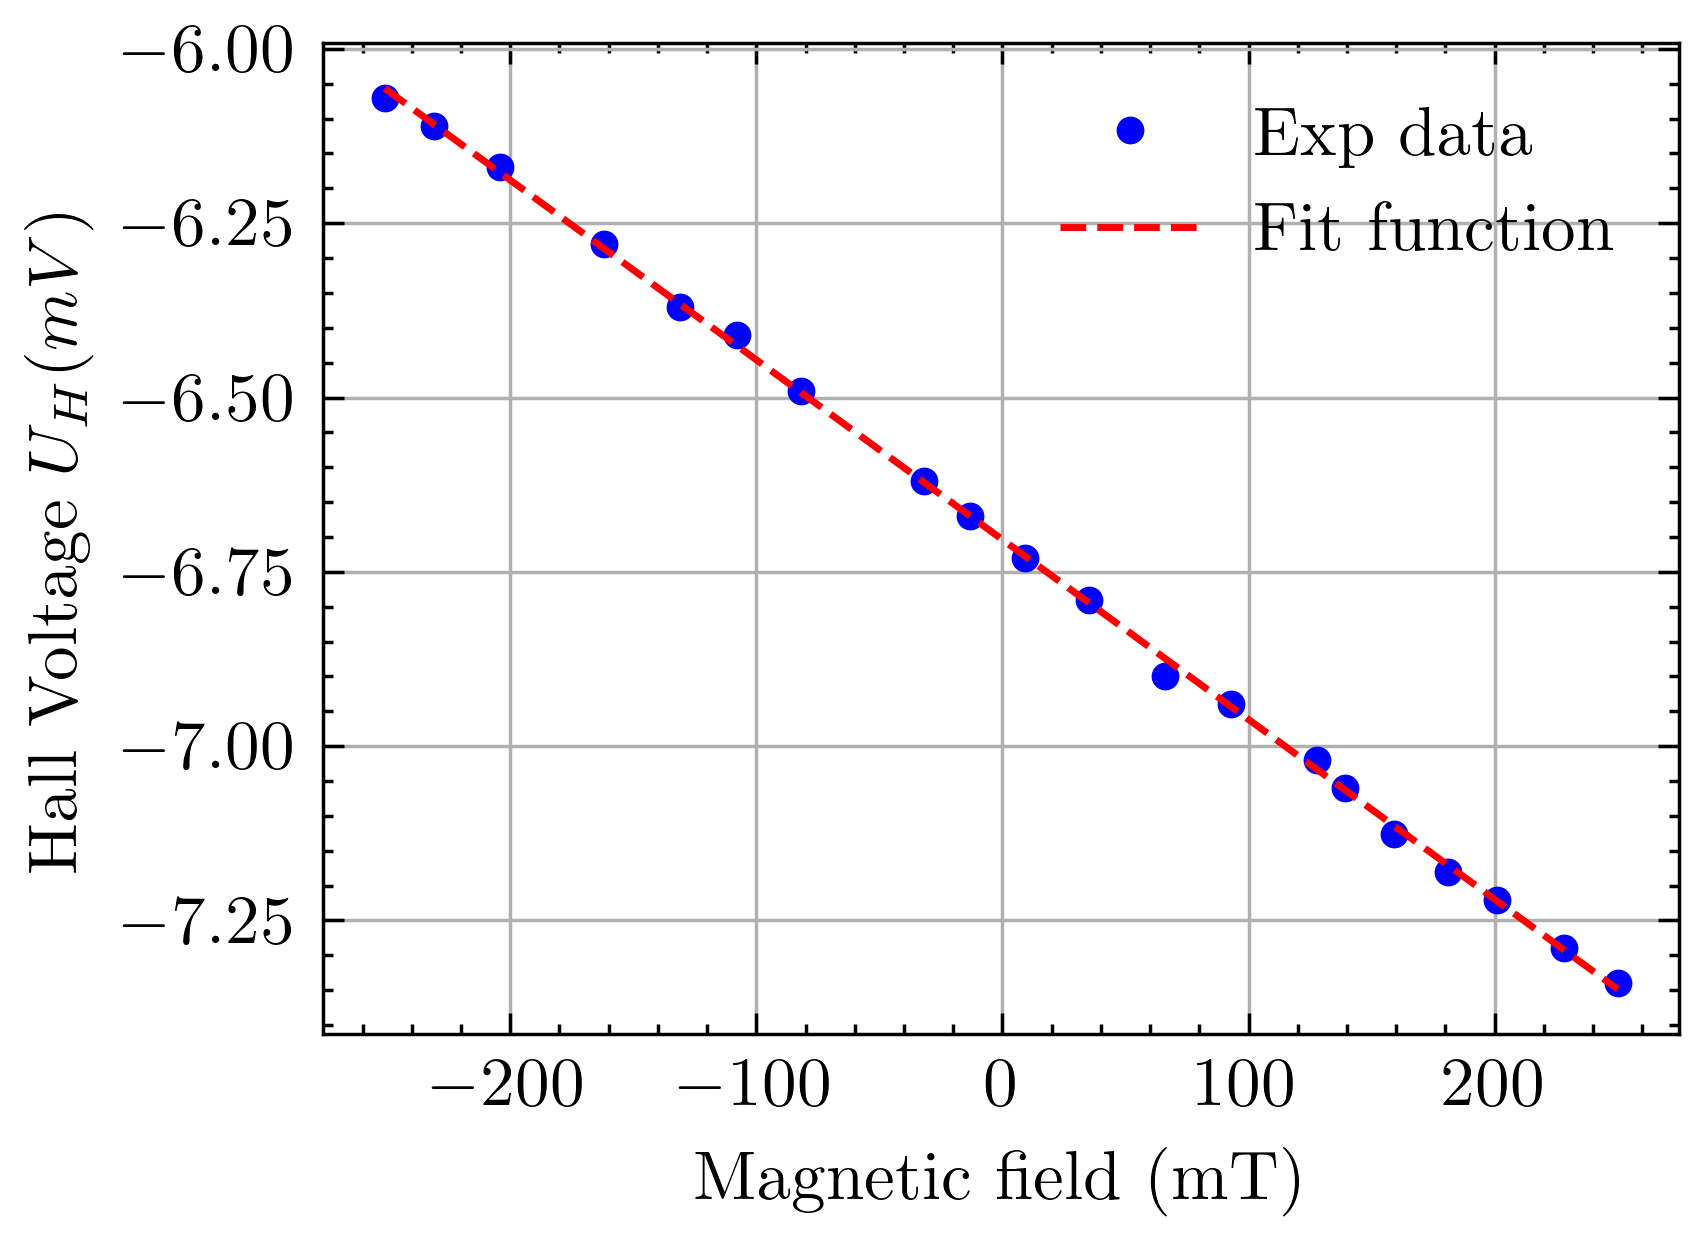 Exp data
Fit function
Hall Voltage $U_H(mV)$
−6.00
−6.25
−6.50
−6.75
−7.00
−7.25
−200 −100 0 100 200
Magnetic field (mT)